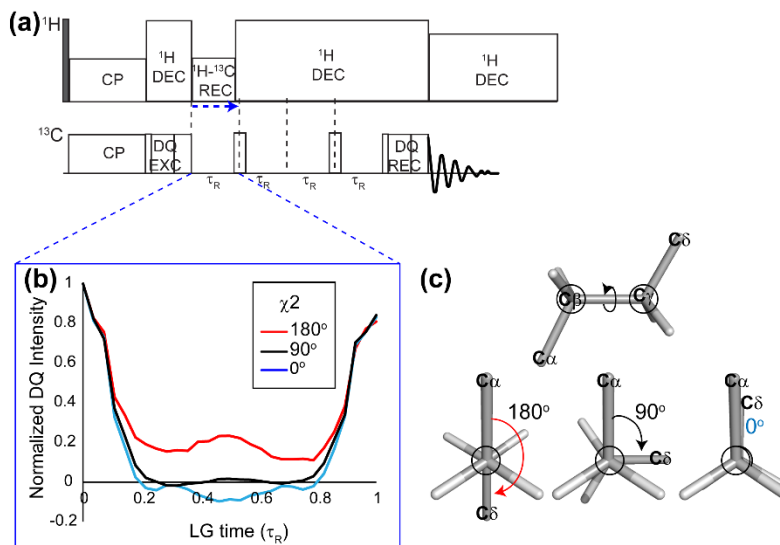 (a)
¹H
CP
¹H
DEC
¹H-¹³C
REC
¹H
DEC
¹H
DEC
¹³C
CP
DQ
EXC
DQ
REC
τR τR τR τR
(b)
Normalized DQ Intensity
1
0.8
0.6
0.4
0.2
0
-0.2
χ2
180°
90°
0°
0 0.2 0.4 0.6 0.8 1
LG time (τR)
(c)
Cδ
Cβ Cγ
Cα
Cα
180°
Cδ
Cα
90°
Cδ
Cα
Cδ
0°